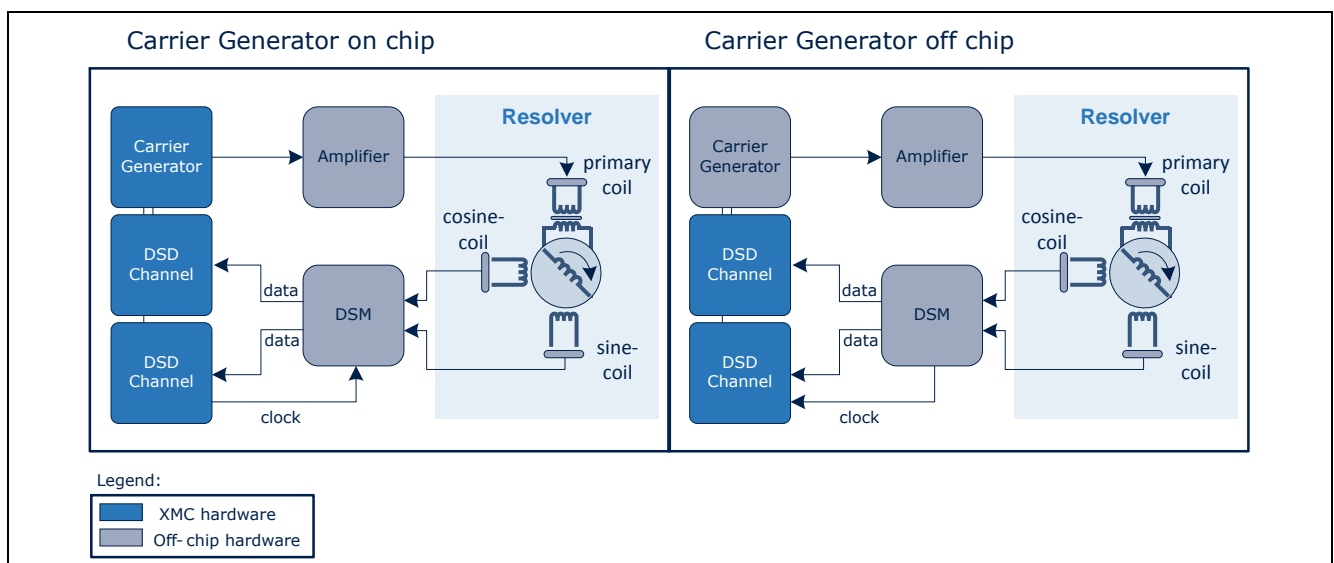 Carrier Generator on chip
Carrier Generator off chip
Carrier
Generator
Amplifier
Resolver
primary
coil
cosine-
coil
DSD
Channel
data
DSM
data
DSD
Channel
sine-
coil
clock
Carrier
Generator
Amplifier
Resolver
primary
coil
cosine-
coil
DSD
Channel
data
DSM
data
DSD
Channel
sine-
coil
clock
Legend:
XMC hardware
Off- chip hardware